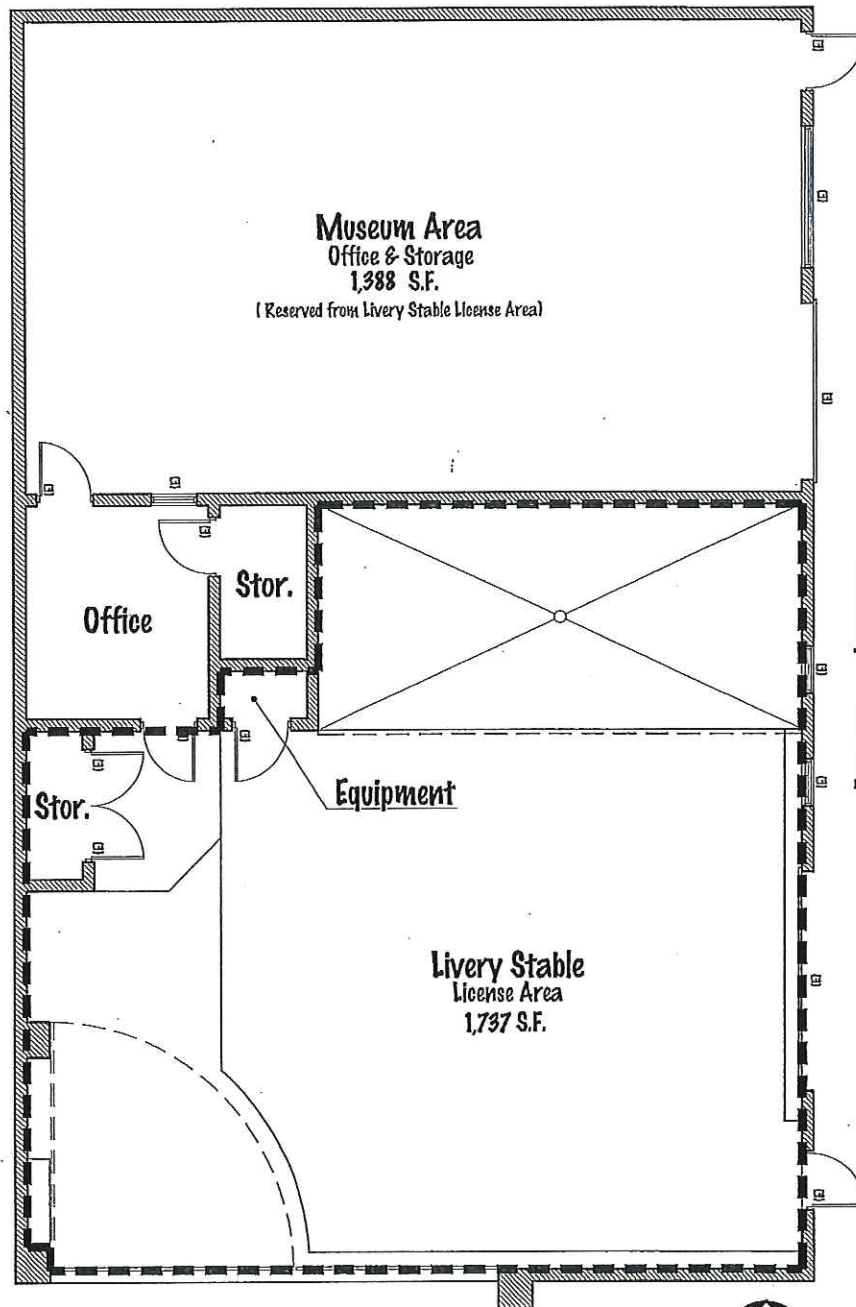 Museum Area
Office & Storage
1,388 S.F.
( Reserved from Livery Stable License Area)
Office
Stor.
Stor.
Equipment
Livery Stable
License Area
1,737 S.F.